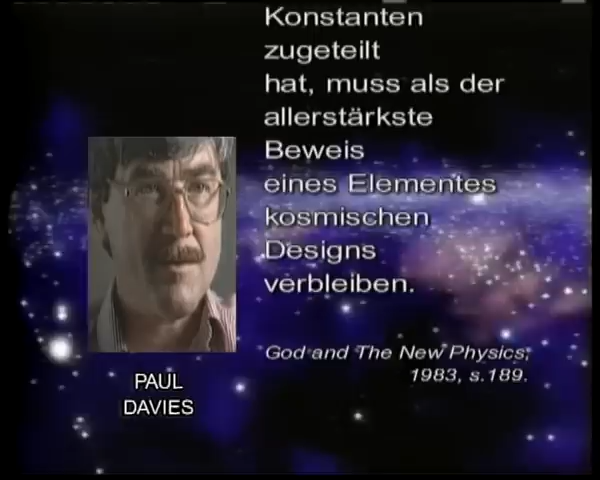 Konstanten
zugeteilt
hat, muss als der
allerstärkste
Beweis
eines Elementes
kosmischen
Designs
verbleiben.
God and The New Physics,
1983, s.189.
PAUL
DAVIES